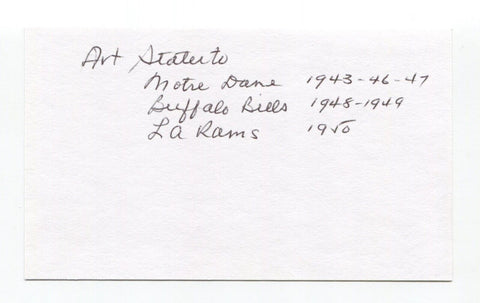 Art Statuto
Notre Dame 1943-46-47
Buffalo Bills 1948-1949
LA Rams 1950